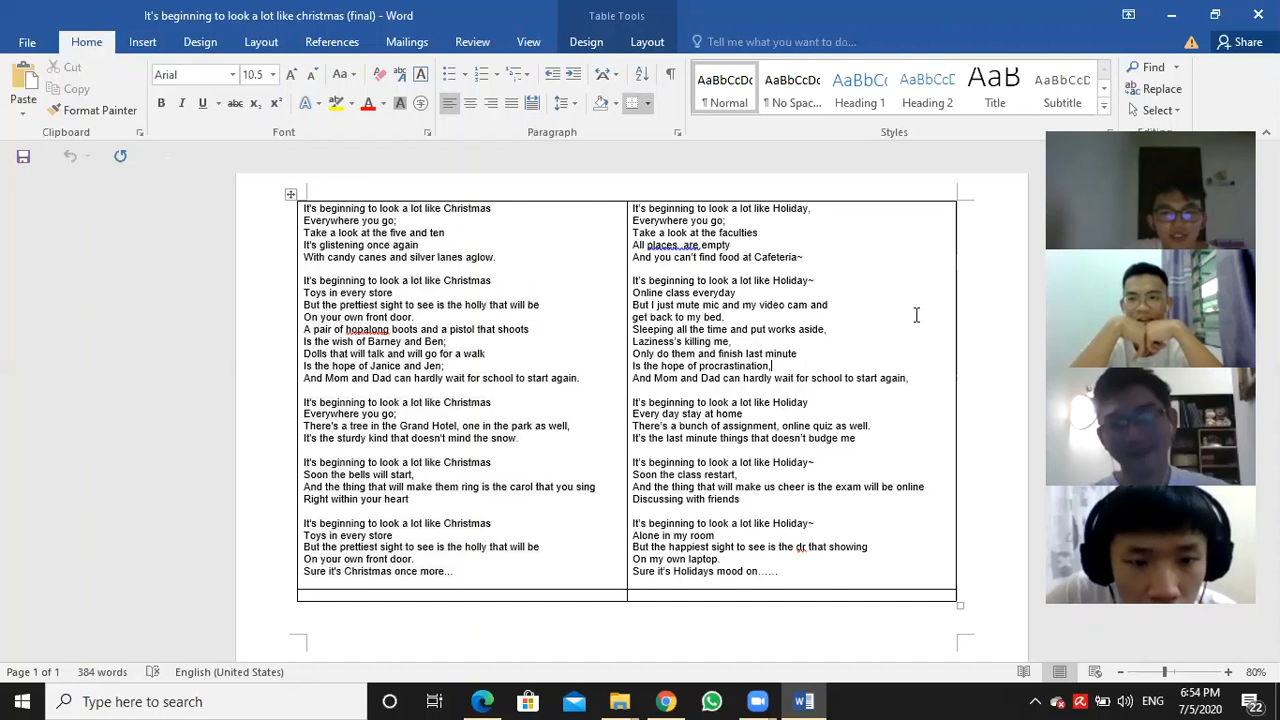 It's beginning to look a lot like christmas (final) - Word
Table Tools
File
Home
Insert
Design
Layout
References
Mailings
Review
View
Design
Layout
Tell me what you want to do...
Share
Paste
Cut
Copy
Format Painter
Clipboard
Arial
10.5
Font
Paragraph
AaBbCcDc
¶ Normal
AaBbCcDc
¶ No Spac...
AaBbCc
Heading 1
AaBbCcD
Heading 2
AaB
Title
AaBbCcD
Subtitle
Styles
Find
Replace
Select
Editing
It's beginning to look a lot like Christmas
Everywhere you go;
Take a look at the five and ten
It's glistening once again
With candy canes and silver lanes aglow.
It's beginning to look a lot like Christmas
Toys in every store
But the prettiest sight to see is the holly that will be
On your own front door.
A pair of hopalong boots and a pistol that shoots
Is the wish of Barney and Ben;
Dolls that will talk and will go for a walk
Is the hope of Janice and Jen;
And Mom and Dad can hardly wait for school to start again.
It's beginning to look a lot like Christmas
Everywhere you go;
There's a tree in the Grand Hotel, one in the park as well,
It's the sturdy kind that doesn't mind the snow.
It's beginning to look a lot like Christmas
Soon the bells will start,
And the thing that will make them ring is the carol that you sing
Right within your heart
It's beginning to look a lot like Christmas
Toys in every store
But the prettiest sight to see is the holly that will be
On your own front door.
Sure it's Christmas once more...
It's beginning to look a lot like Holiday,
Everywhere you go;
Take a look at the faculties
All places are empty
And you can't find food at Cafeteria~
It's beginning to look a lot like Holiday~
Online class everyday
But I just mute mic and my video cam and
get back to my bed.
Sleeping all the time and put works aside,
Laziness's killing me,
Only do them and finish last minute
Is the hope of procrastination,
And Mom and Dad can hardly wait for school to start again,
It's beginning to look a lot like Holiday
Every day stay at home
There's a bunch of assignment, online quiz as well.
It's the last minute things that doesn't budge me
It's beginning to look a lot like Holiday~
Soon the class restart,
And the thing that will make us cheer is the exam will be online
Discussing with friends
It's beginning to look a lot like Holiday~
Alone in my room
But the happiest sight to see is the dr that showing
On my own laptop.
Sure it's Holidays mood on……
Page 1 of 1
384 words
English (United States)
80%
Type here to search
ENG
6:54 PM
7/5/2020
22